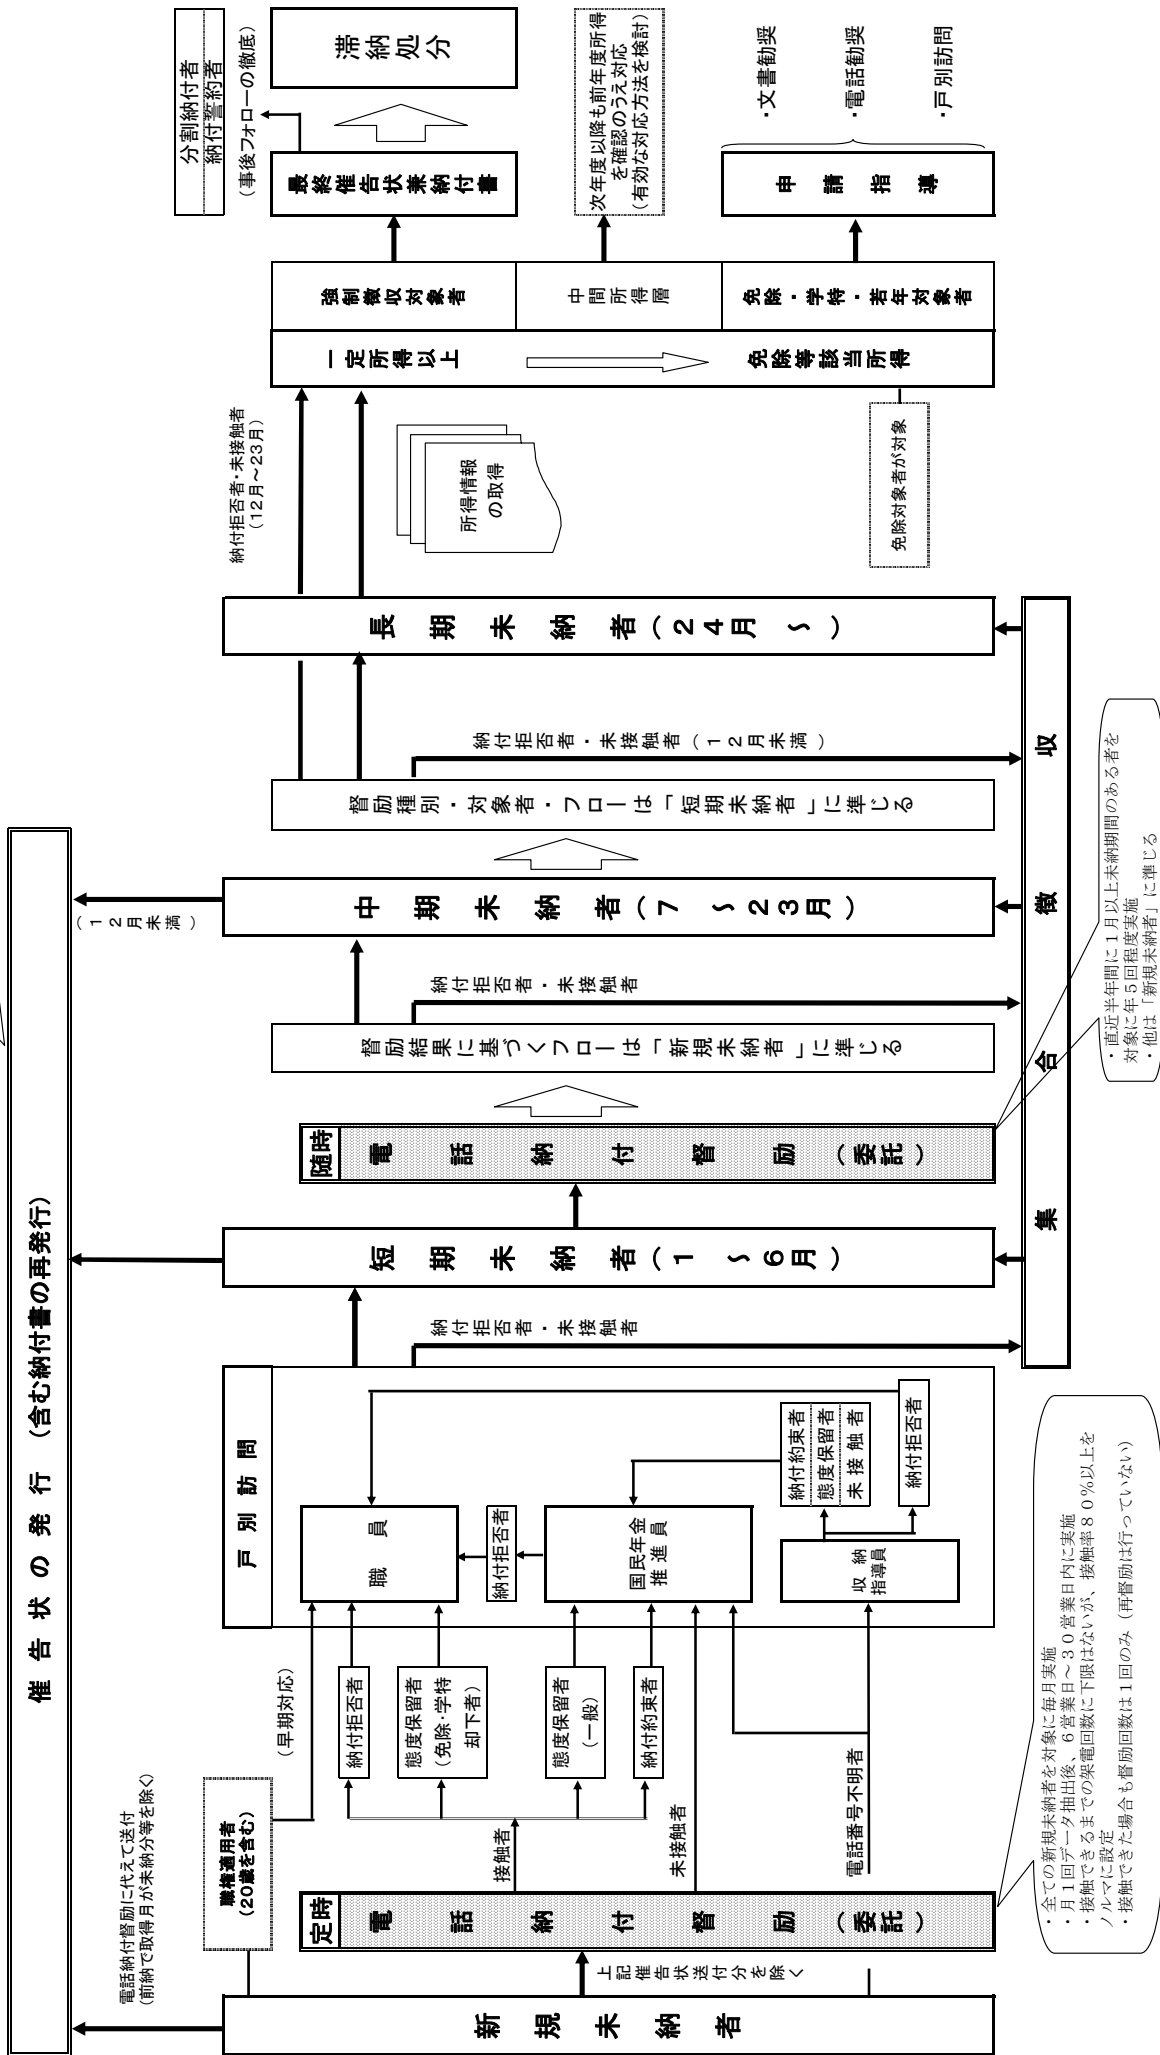 催告状の発行 (含む納付書の再発行)
電話納付督励に代えて送付
(前納で取得月が未納分等を除く)
(12月未満)
新規未納者
職権適用者
(20歳を含む)
(早期対応)
上記催告状送付分を除く
定時
電話納付督励(委託)
接触者
未接触者
電話番号不明者
納付拒否者
態度保留者
(免除・学特
却下者)
態度保留者
(一般)
納付約束者
戸別訪問
職員
納付拒否者
国民年金
推進員
収納
指導員
納付約束者
態度保留者
未接触者
納付拒否者
納付拒否者・未接触者
短期未納者(1~6月)
随時
電話納付督励(委託)
督励結果に基づくフローは「新規未納者」に準じる
納付拒否者・未接触者
中期未納者(7~23月)
督励種別・対象者・フローは「短期未納者」に準じる
納付拒否者・未接触者(12月未満)
長期未納者(24月~)
集合徴収
・全ての新規未納者を対象に毎月実施
・月1回データ抽出後、6営業日~30営業日内に実施
・接触できるまでの架電回数に下限はないが、接触率80%以上を
ノルマに設定
・接触できた場合も督励回数は1回のみ(再督励は行っていない)
・直近半年間に1月以上未納期間のある者を
対象に年5回程度実施
・他は「新規未納者」に準じる
納付拒否者・未接触者
(12月~23月)
所得情報
の取得
免除対象者が対象
一定所得以上
免除等該当所得
強制徴収対象者
中間所得層
免除・学特・若年対象者
最終催告状兼納付書
分割納付者
納付誓約者
(事後フォローの徹底)
滞納処分
次年度以降も前年度所得
を確認のうえ対応
(有効な対応方法を検討)
申請指導
・文書勧奨
・電話勧奨
・戸別訪問